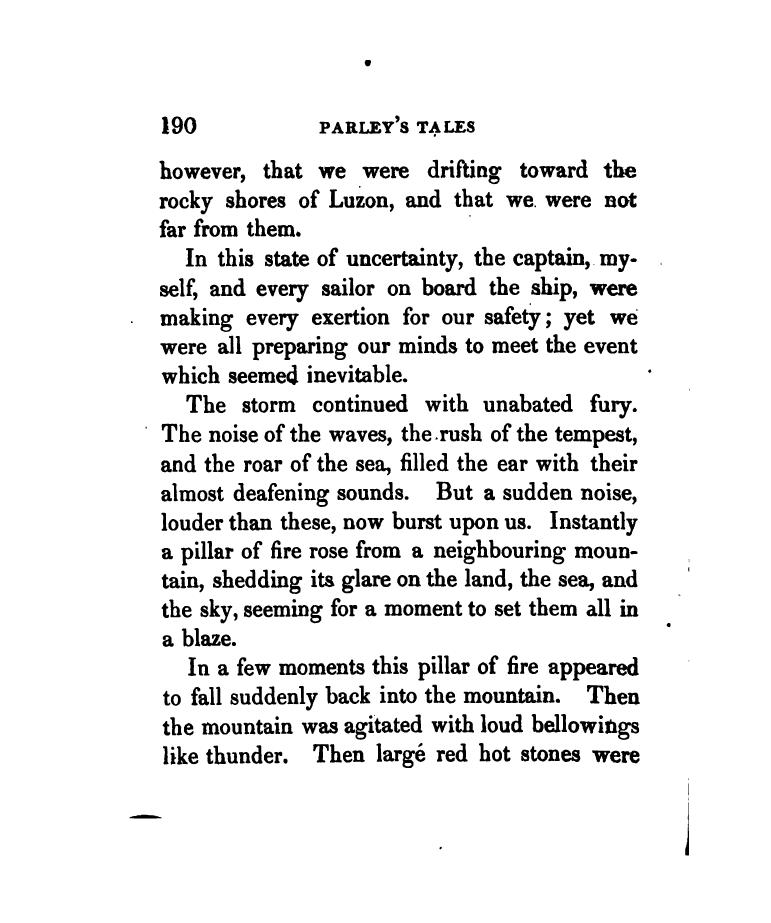 190 PARLEY'S TALES
however, that we were drifting toward the
rocky shores of Luzon, and that we were not
far from them.
In this state of uncertainty, the captain, my-
self, and every sailor on board the ship, were
making every exertion for our safety; yet we
were all preparing our minds to meet the event
which seemed inevitable.
The storm continued with unabated fury.
The noise of the waves, the rush of the tempest,
and the roar of the sea, filled the ear with their
almost deafening sounds. But a sudden noise,
louder than these, now burst upon us. Instantly
a pillar of fire rose from a neighbouring moun-
tain, shedding its glare on the land, the sea, and
the sky, seeming for a moment to set them all in
a blaze.
In a few moments this pillar of fire appeared
to fall suddenly back into the mountain. Then
the mountain was agitated with loud bellowings
like thunder. Then large red hot stones were